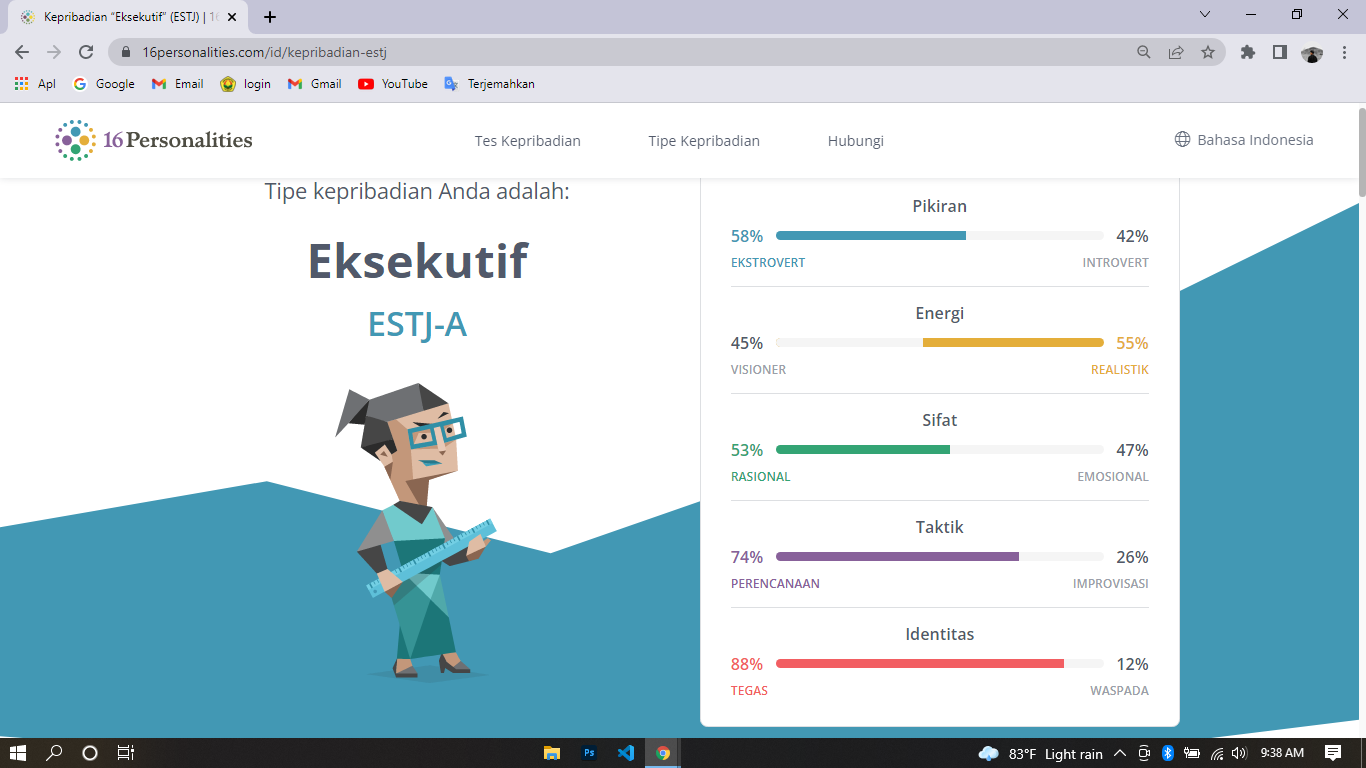 Kepribadian “Eksekutif” (ESTJ) | 16
16personalities.com/id/kepribadian-estj
Apl Google Email login Gmail YouTube Terjemahkan
16Personalities Tes Kepribadian Tipe Kepribadian Hubungi Bahasa Indonesia
Tipe kepribadian Anda adalah:
Eksekutif
ESTJ-A
Pikiran
58% 42%
EKSTROVERT INTROVERT
Energi
45% 55%
VISIONER REALISTIK
Sifat
53% 47%
RASIONAL EMOSIONAL
Taktik
74% 26%
PERENCANAAN IMPROVISASI
Identitas
88% 12%
TEGAS WASPADA
Ps 83°F Light rain 9:38 AM